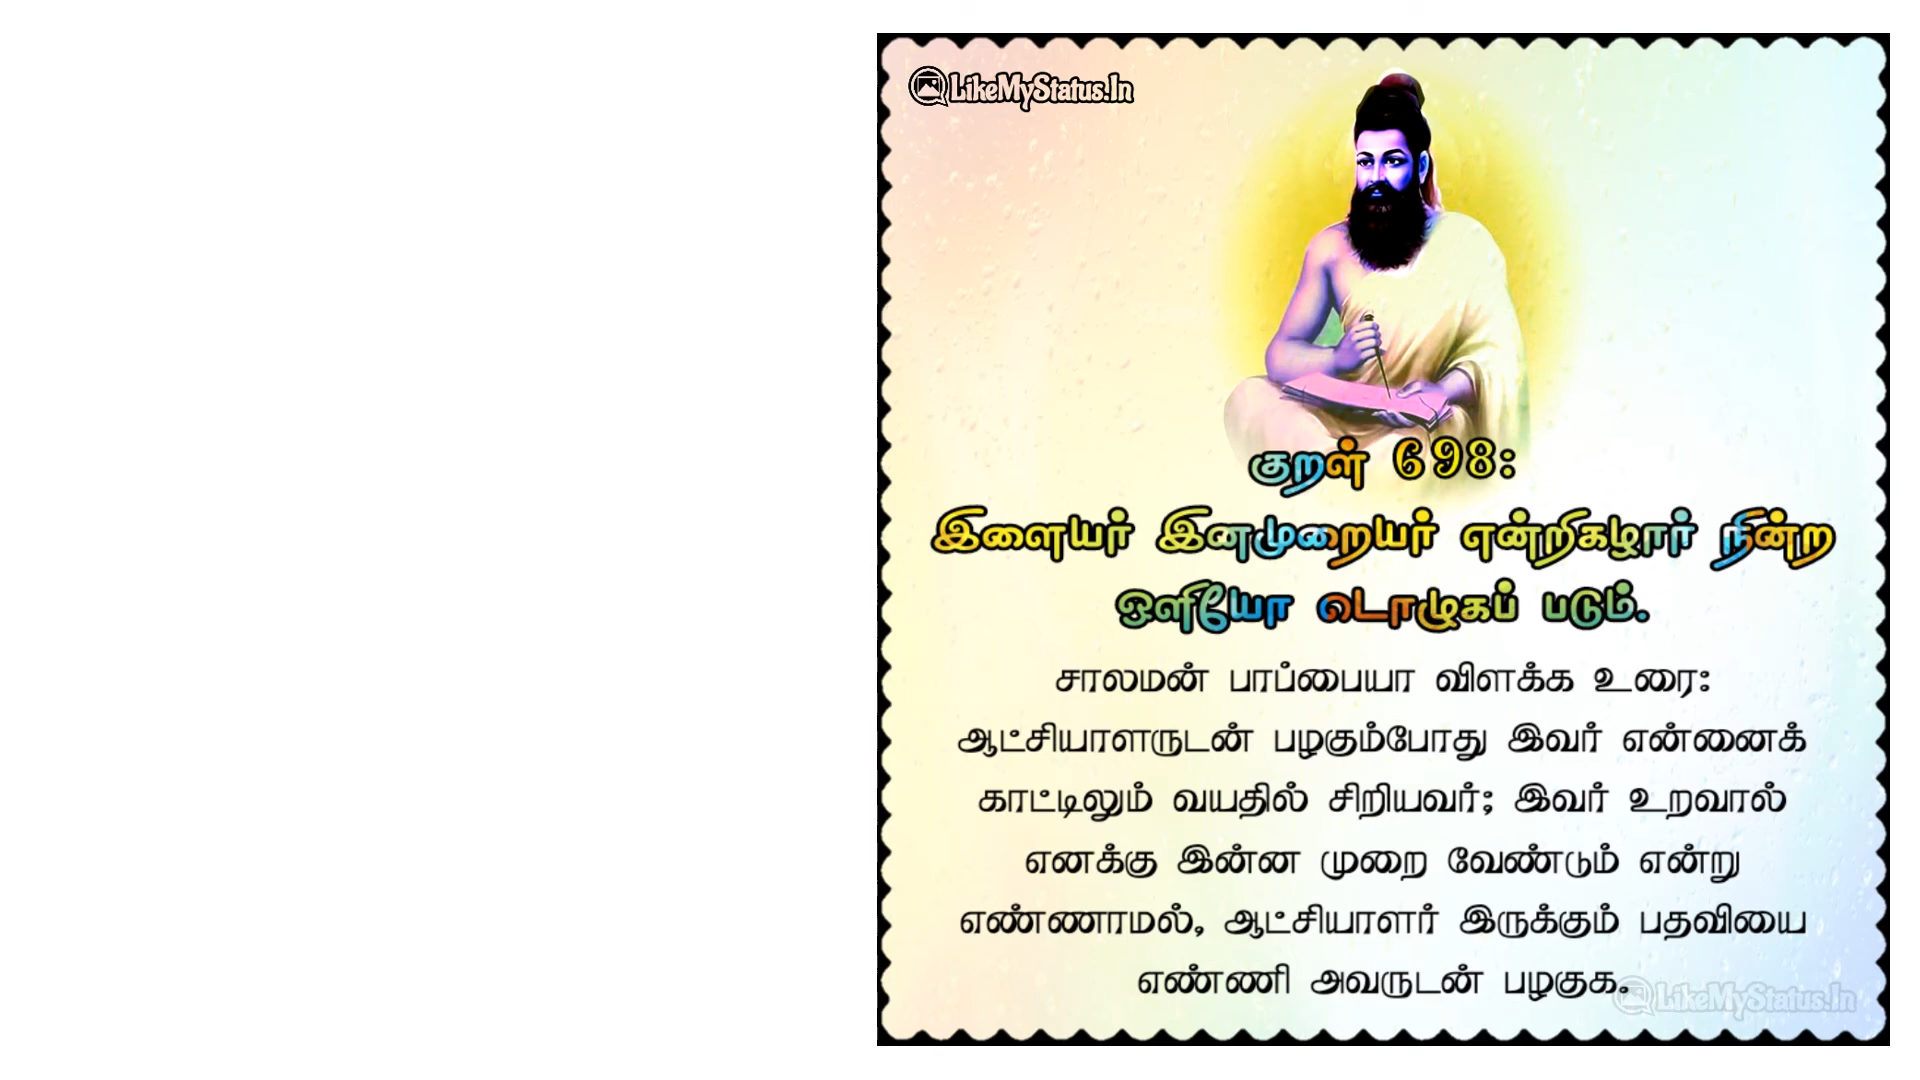 LikeMyStatus.In
குறள் 698:
இளையர் இனமுறையர் என்றிகழார் நின்ற
ஒளியோ டொழுகப் படும்.
சாலமன் பாப்பையா விளக்க உரை:
ஆட்சியாளருடன் பழகும்போது இவர் என்னைக்
காட்டிலும் வயதில் சிறியவர்; இவர் உறவால்
எனக்கு இன்ன முறை வேண்டும் என்று
எண்ணாமல், ஆட்சியாளர் இருக்கும் பதவியை
எண்ணி அவருடன் பழகுக.
LikeMyStatus.In